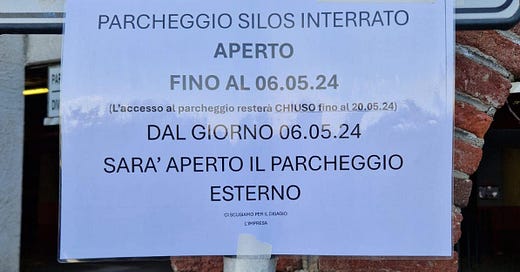 PARCHEGGIO SILOS INTERRATO
APERTO
FINO AL 06.05.24
(L'accesso al parcheggio resterà CHIUSO fino al 20.05.24)
DAL GIORNO 06.05.24
SARA' APERTO IL PARCHEGGIO
ESTERNO
CI SCUSIAMO PER IL DISAGIO
L'IMPRESA